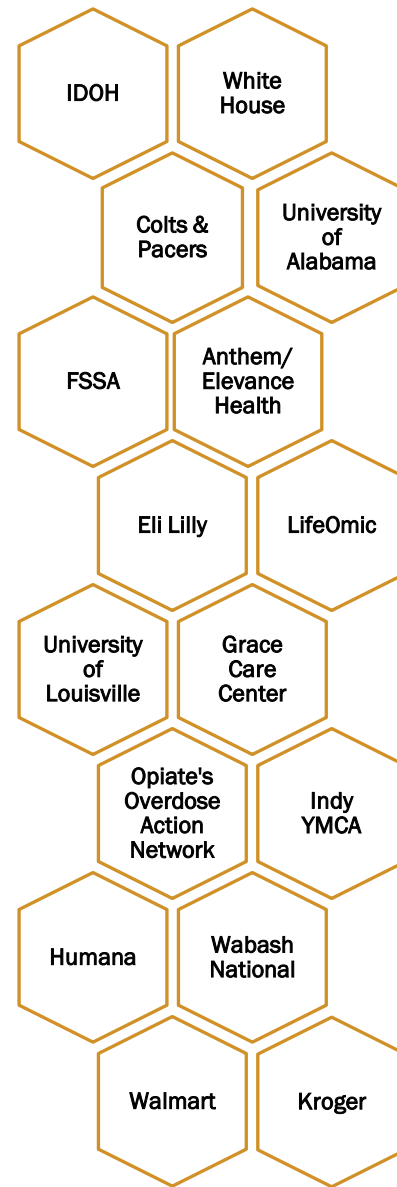 IDOH
White
House
Colts &
Pacers
University
of
Alabama
FSSA
Anthem/
Elevance
Health
Eli Lilly
LifeOmic
University
of
Louisville
Grace
Care
Center
Opiate's
Overdose
Action
Network
Indy
YMCA
Humana
Wabash
National
Walmart
Kroger